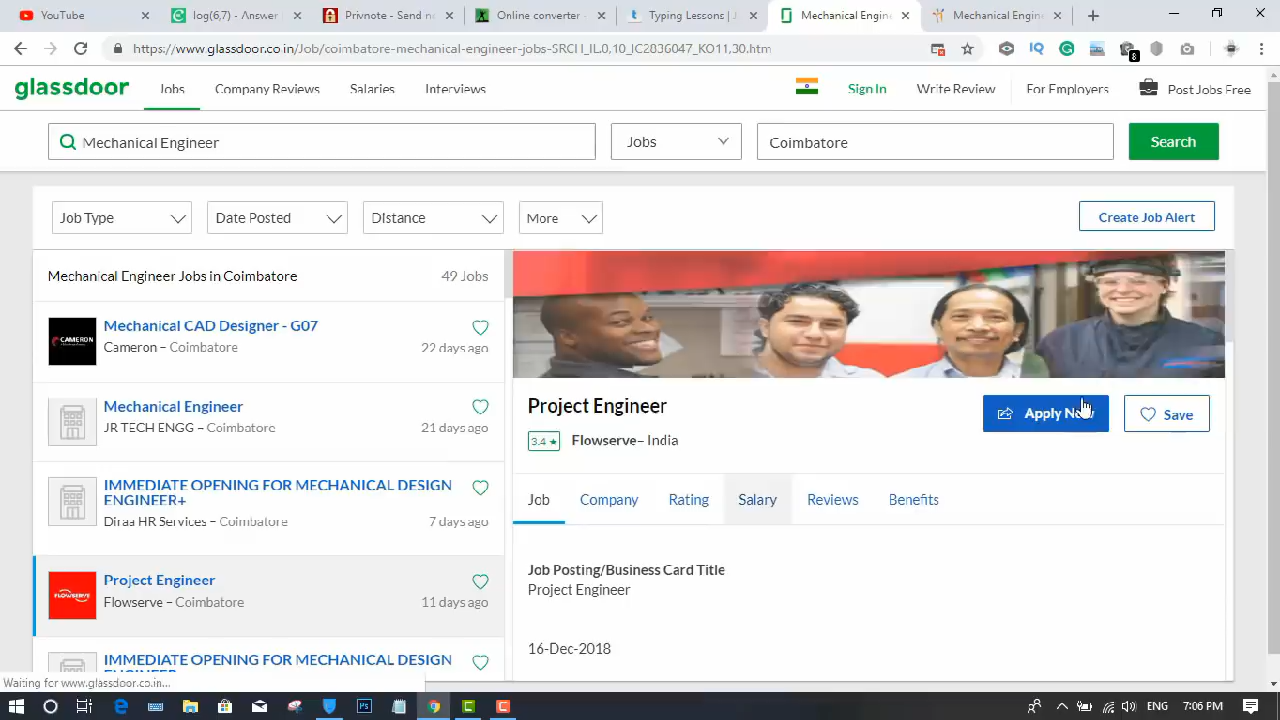 YouTube
log(6,7) - Answer
Privnote - Send n
Online converter -
Typing Lessons | J
Mechanical Engine
Mechanical Engine
https://www.glassdoor.co.in/Job/coimbatore-mechanical-engineer-jobs-SRCH_IL.0,10_IC2836047_KO11,30.htm
IQ
8
glassdoor
Jobs
Company Reviews
Salaries
Interviews
Sign In
Write Review
For Employers
Post Jobs Free
Mechanical Engineer
Jobs
Coimbatore
Search
Job Type
Date Posted
Distance
More
Create Job Alert
Mechanical Engineer Jobs in Coimbatore
49 Jobs
CAMERON
Mechanical CAD Designer - G07
Cameron – Coimbatore
22 days ago
Mechanical Engineer
JR TECH ENGG – Coimbatore
21 days ago
IMMEDIATE OPENING FOR MECHANICAL DESIGN
ENGINEER+
Diraa HR Services – Coimbatore
7 days ago
FLOWSERVE
Project Engineer
Flowserve – Coimbatore
11 days ago
IMMEDIATE OPENING FOR MECHANICAL DESIGN
Project Engineer
3.4 ★
Flowserve – India
Apply Now
Save
Job
Company
Rating
Salary
Reviews
Benefits
Job Posting/Business Card Title
Project Engineer
16-Dec-2018
Waiting for www.glassdoor.co.in...
ENG
7:06 PM